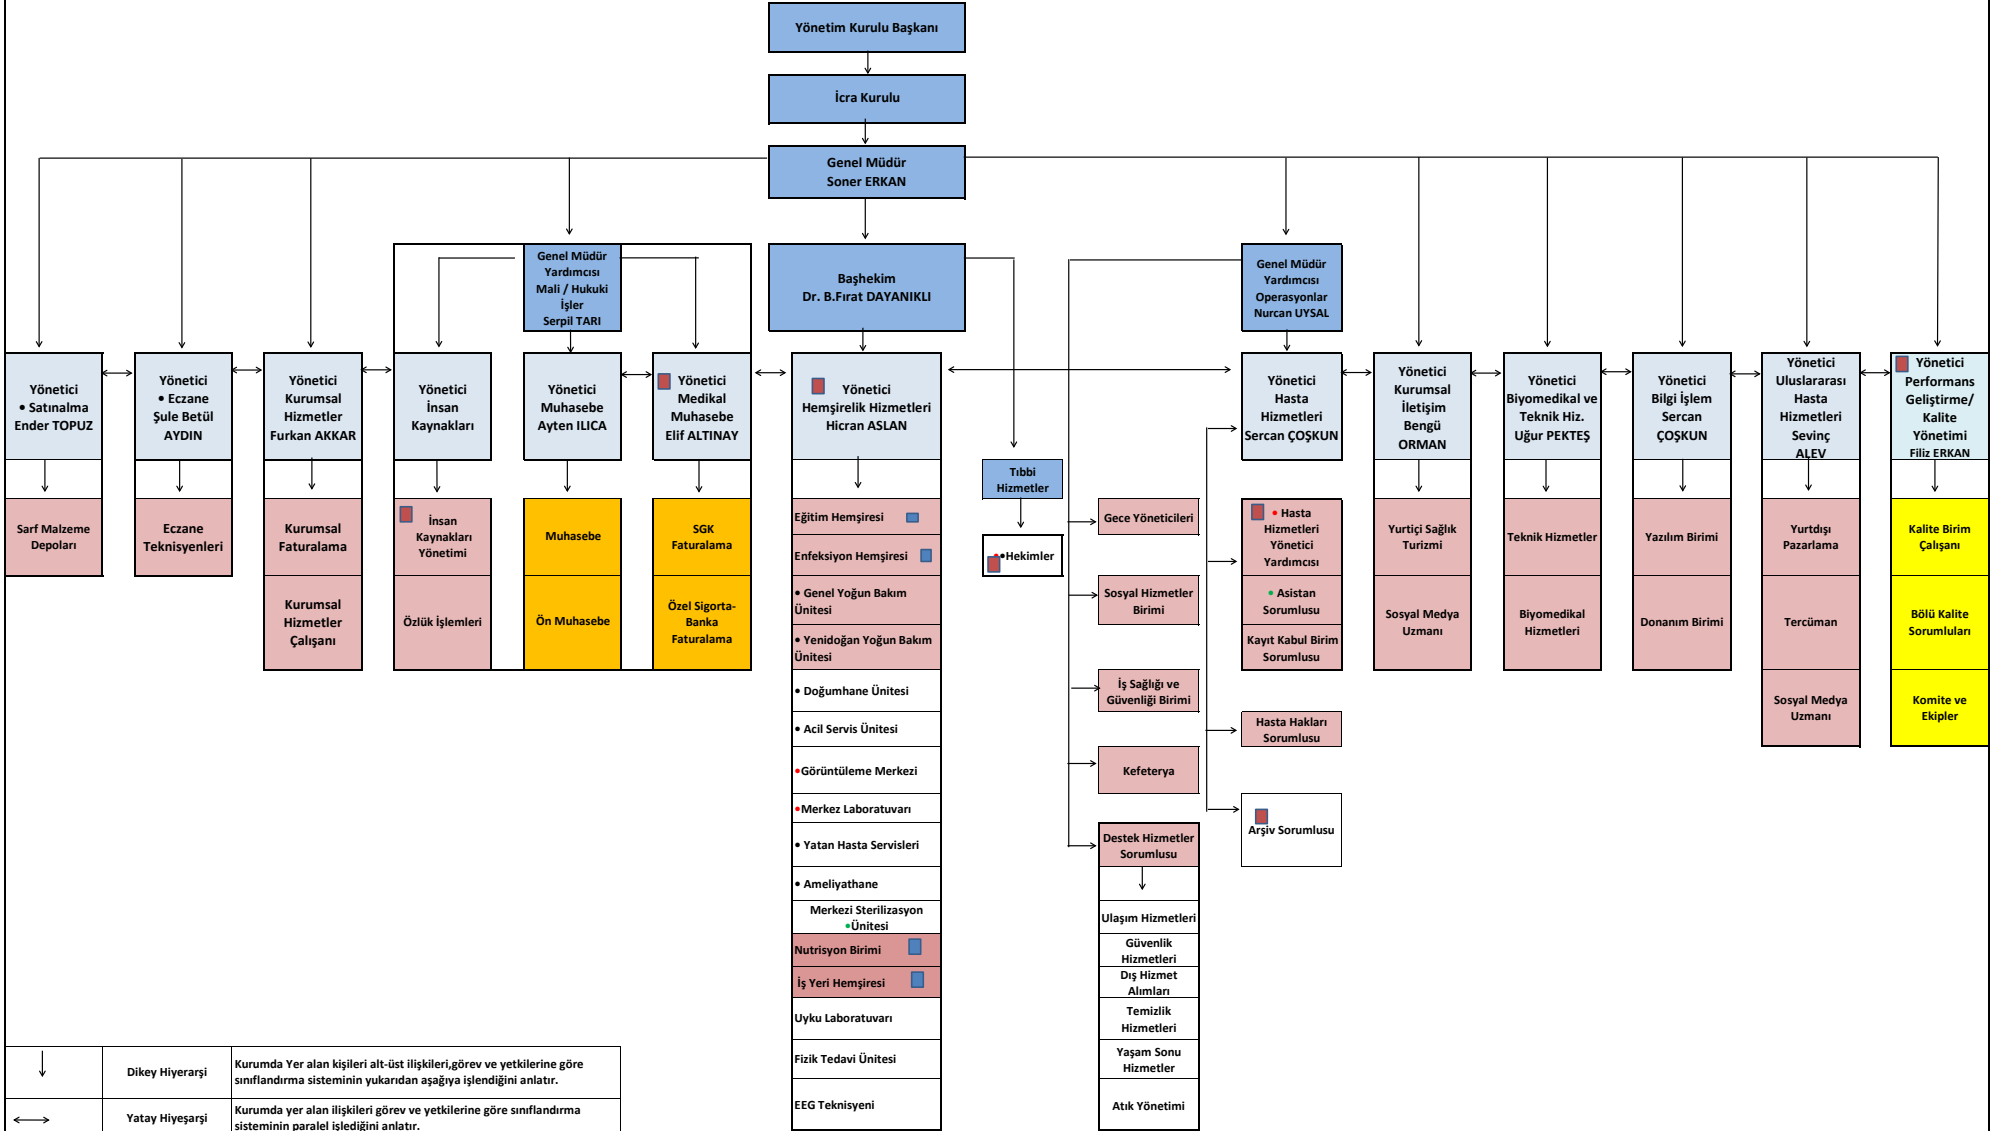 Yönetim Kurulu Başkanı
İcra Kurulu
Genel Müdür
Soner ERKAN
Genel Müdür
Yardımcısı
Mali / Hukuki
İşler
Serpil TARI
Başhekim
Dr. B.Fırat DAYANIKLI
Genel Müdür
Yardımcısı
Operasyonlar
Nurcan UYSAL
Yönetici
• Satınalma
Ender TOPUZ
Yönetici
• Eczane
Şule Betül
AYDIN
Yönetici
Kurumsal
Hizmetler
Furkan AKKAR
Yönetici
İnsan
Kaynakları
Yönetici
Muhasebe
Ayten ILICA
Yönetici
Medikal
Muhasebe
Elif ALTINAY
Yönetici
Hemşirelik Hizmetleri
Hicran ASLAN
Yönetici
Hasta
Hizmetleri
Sercan ÇOŞKUN
Yönetici
Kurumsal
İletişim
Bengü
ORMAN
Yönetici
Biyomedikal ve
Teknik Hiz.
Uğur PEKTEŞ
Yönetici
Bilgi İşlem
Sercan
ÇOŞKUN
Yönetici
Uluslararası
Hasta
Hizmetleri
Sevinç
ALEV
Yönetici
Performans
Geliştirme/
Kalite
Yönetimi
Filiz ERKAN
Sarf Malzeme
Depoları
Eczane
Teknisyenleri
Kurumsal
Faturalama
Kurumsal
Hizmetler
Çalışanı
İnsan
Kaynakları
Yönetimi
Özlük İşlemleri
Muhasebe
Ön Muhasebe
SGK
Faturalama
Özel Sigorta-
Banka
Faturalama
Eğitim Hemşiresi
Enfeksiyon Hemşiresi
• Genel Yoğun Bakım
Ünitesi
• Yenidoğan Yoğun Bakım
Ünitesi
• Doğumhane Ünitesi
• Acil Servis Ünitesi
•Görüntüleme Merkezi
•Merkez Laboratuvarı
• Yatan Hasta Servisleri
• Ameliyathane
Merkezi Sterilizasyon
•Ünitesi
Nutrisyon Birimi
İş Yeri Hemşiresi
Uyku Laboratuvarı
Fizik Tedavi Ünitesi
EEG Teknisyeni
Tıbbi
Hizmetler
••Hekimler
Gece Yöneticileri
Sosyal Hizmetler
Birimi
İş Sağlığı ve
Güvenliği Birimi
Kefeterya
Destek Hizmetler
Sorumlusu
Ulaşım Hizmetleri
Güvenlik
Hizmetleri
Dış Hizmet
Alımları
Temizlik
Hizmetleri
Yaşam Sonu
Hizmetler
Atık Yönetimi
• Hasta
Hizmetleri
Yönetici
Yardımcısı
• Asistan
Sorumlusu
Kayıt Kabul Birim
Sorumlusu
Hasta Hakları
Sorumlusu
Arşiv Sorumlusu
Yurtiçi Sağlık
Turizmi
Sosyal Medya
Uzmanı
Teknik Hizmetler
Biyomedikal
Hizmetleri
Yazılım Birimi
Donanım Birimi
Yurtdışı
Pazarlama
Tercüman
Sosyal Medya
Uzmanı
Kalite Birim
Çalışanı
Bölü Kalite
Sorumluları
Komite ve
Ekipler
Dikey Hiyerarşi
Kurumda Yer alan kişileri alt-üst ilişkileri,görev ve yetkilerine göre
sınıflandırma sisteminin yukarıdan aşağıya işlendiğini anlatır.
Yatay Hiyeşarşi
Kurumda yer alan ilişkileri görev ve yetkilerine göre sınıflandırma
sisteminin paralel işlediğini anlatır.